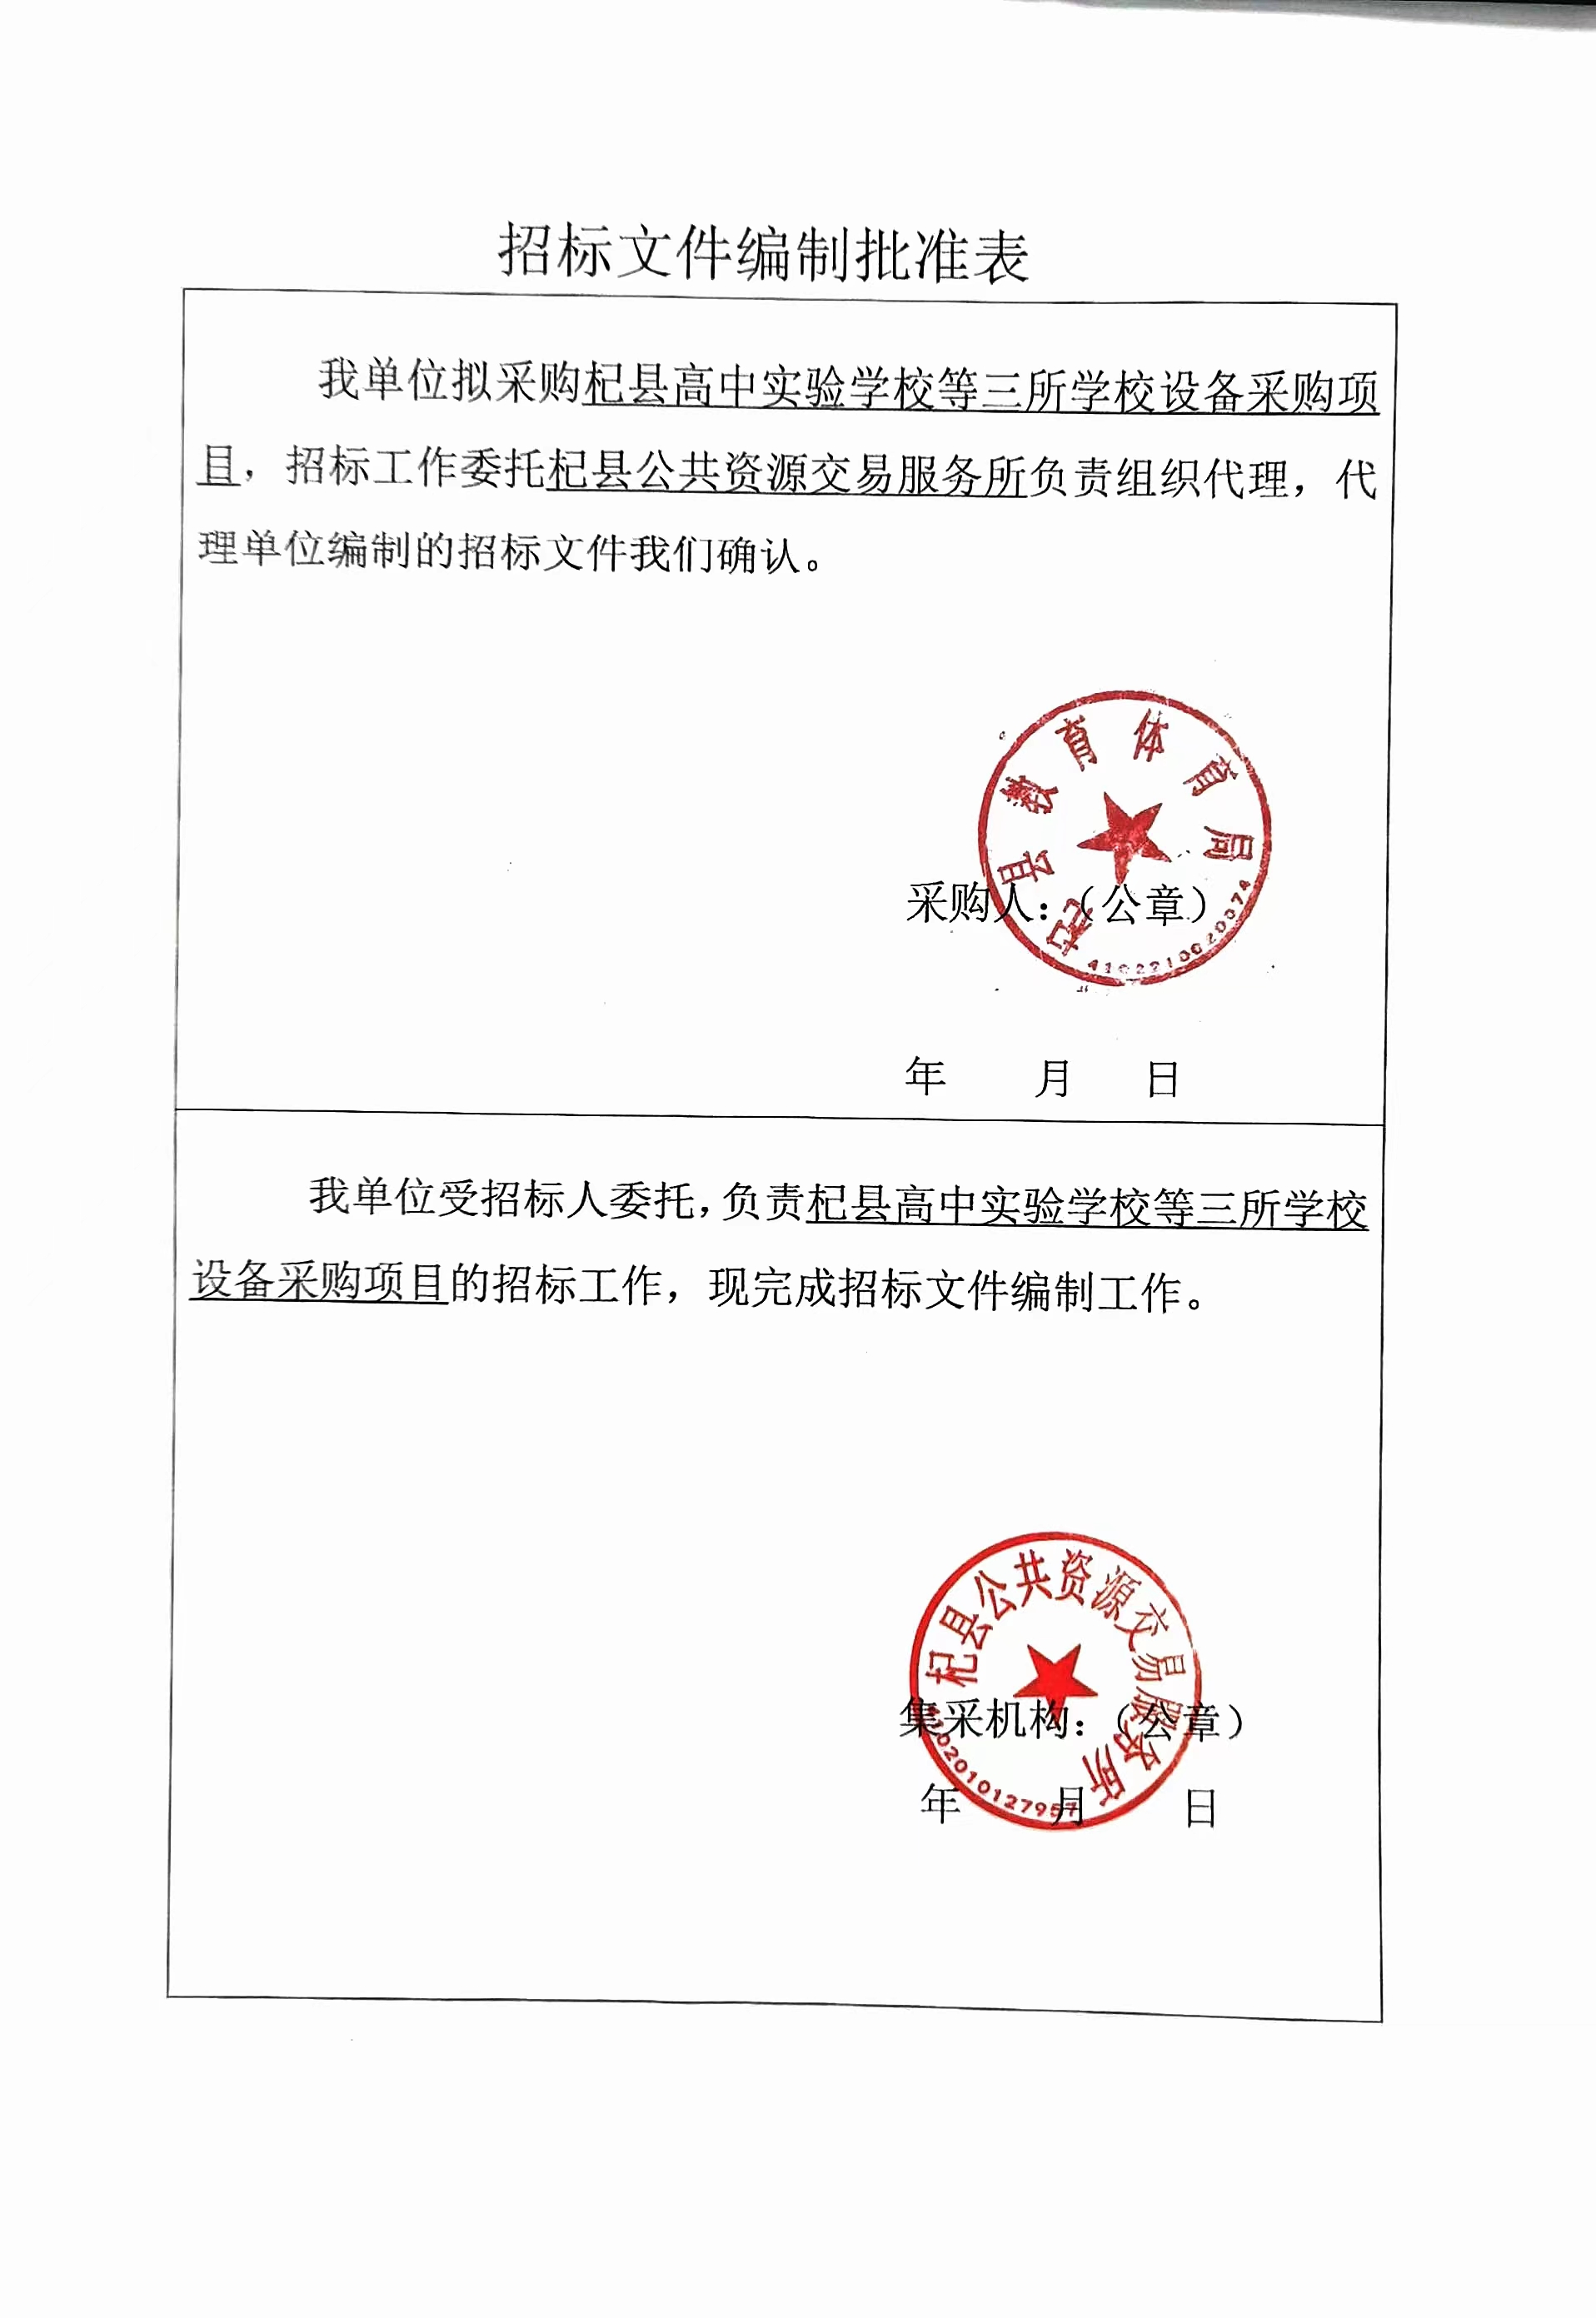 招标文件编制批准表
我单位拟采购杞县高中实验学校等三所学校设备采购项
目，招标工作委托杞县公共资源交易服务所负责组织代理，代
理单位编制的招标文件我们确认。
杞县教育体育局
采购人：（公章）
4102210020074
年 月 日
我单位受招标人委托，负责杞县高中实验学校等三所学校
设备采购项目的招标工作，现完成招标文件编制工作。
杞县公共资源交易服务所
集采机构：（公章）
4102010127957
年 月 日